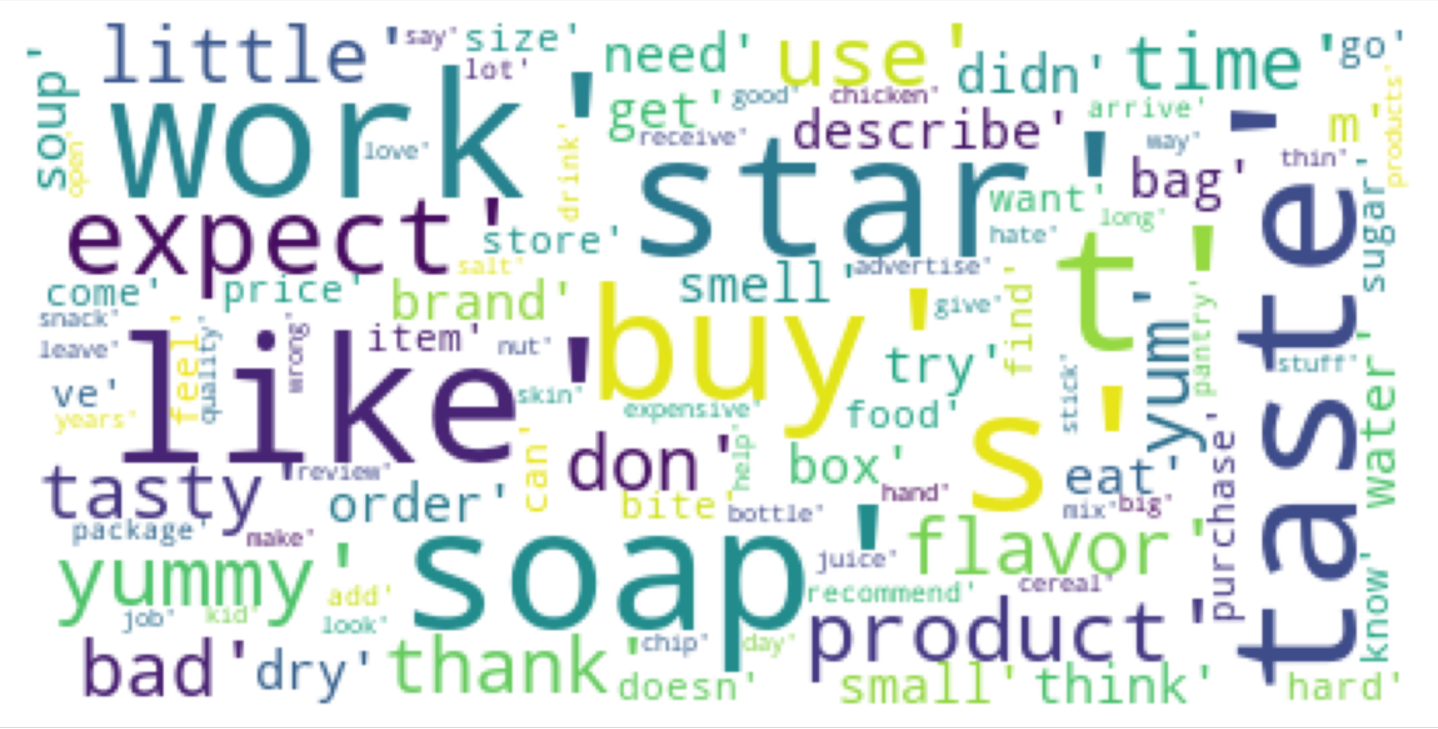 little'
say'
size'
lot'
need'
use'
didn'
time'
go'
soup'
open'
work'
love'
drink'
get'
good'
chicken'
receive'
describe'
arrive'
way'
m'
products'
thin'
star'
want'
hate'
long'
bag'
taste'
sugar'
expect'
store'
salt'
come'
price'
brand'
smell'
advertise'
give'
find'
t'
yum'
pantry'
snack'
leave'
ve'
years'
feel'
quality'
wrong'
like'
item'
nut'
skin'
buy'
expensive'
try'
food'
stick'
stuff'
water'
tasty'
review'
order'
can'
don'
help'
bite'
bottle'
box'
hand'
s'
eat'
mix'
big'
purchase'
package'
make'
yummy'
job'
kid'
add'
look'
soap'
juice'
recommend'
flavor'
cereal'
know'
bad'
dry'
thank'
chip'
day'
doesn'
product'
small'
think'
hard'